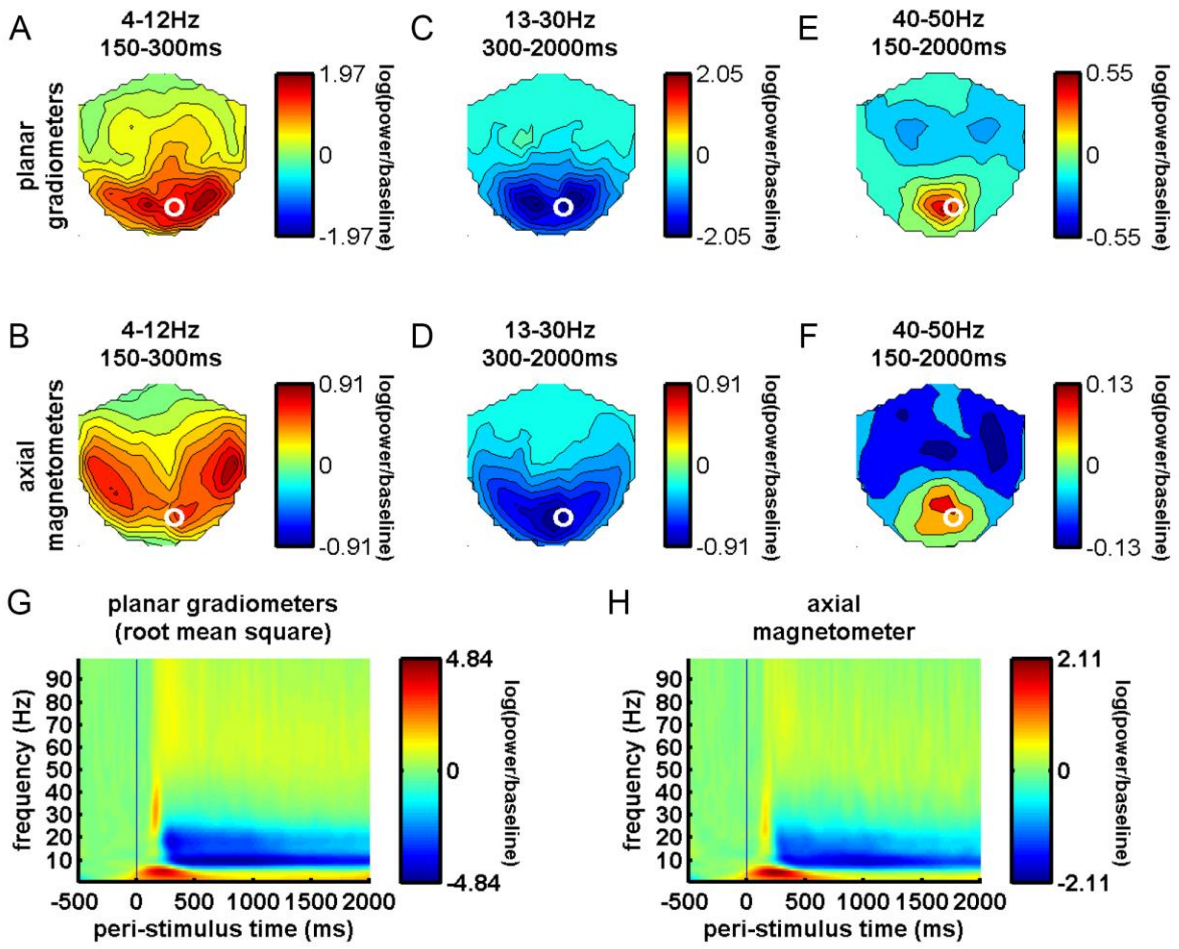 A
4-12Hz
150-300ms
planar
gradiometers
1.97
0
-1.97
log(power/baseline)
C
13-30Hz
300-2000ms
2.05
0
-2.05
log(power/baseline)
E
40-50Hz
150-2000ms
0.55
0
-0.55
log(power/baseline)
B
4-12Hz
150-300ms
axial
magnetometers
0.91
0
-0.91
log(power/baseline)
D
13-30Hz
300-2000ms
0.91
0
-0.91
log(power/baseline)
F
40-50Hz
150-2000ms
0.13
0
-0.13
log(power/baseline)
G
planar gradiometers
(root mean square)
frequency (Hz)
90
80
70
60
50
40
30
20
10
-500 0 500 1000 1500 2000
peri-stimulus time (ms)
4.84
0
-4.84
log(power/baseline)
H
axial
magnetometer
frequency (Hz)
90
80
70
60
50
40
30
20
10
-500 0 500 1000 1500 2000
peri-stimulus time (ms)
2.11
0
-2.11
log(power/baseline)